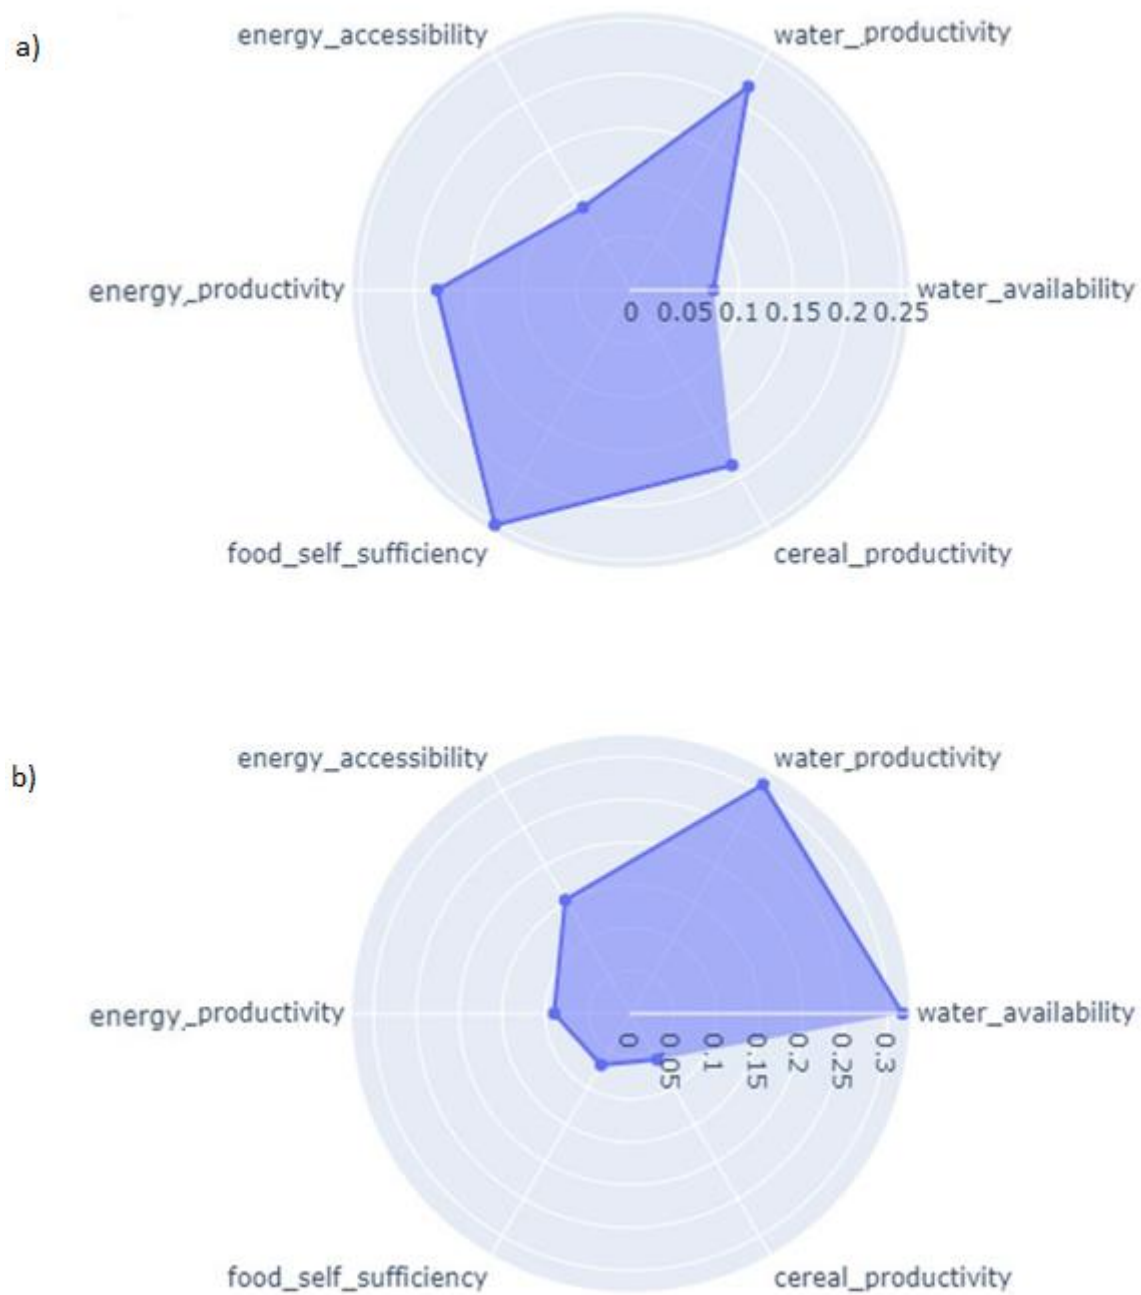 a)
energy_accessibility
water_productivity
energy_productivity
water_availability
0 0.05 0.1 0.15 0.2 0.25
food_self_sufficiency
cereal_productivity
b)
energy_accessibility
water_productivity
energy_productivity
water_availability
0 0.05 0.1 0.15 0.2 0.25 0.3
food_self_sufficiency
cereal_productivity